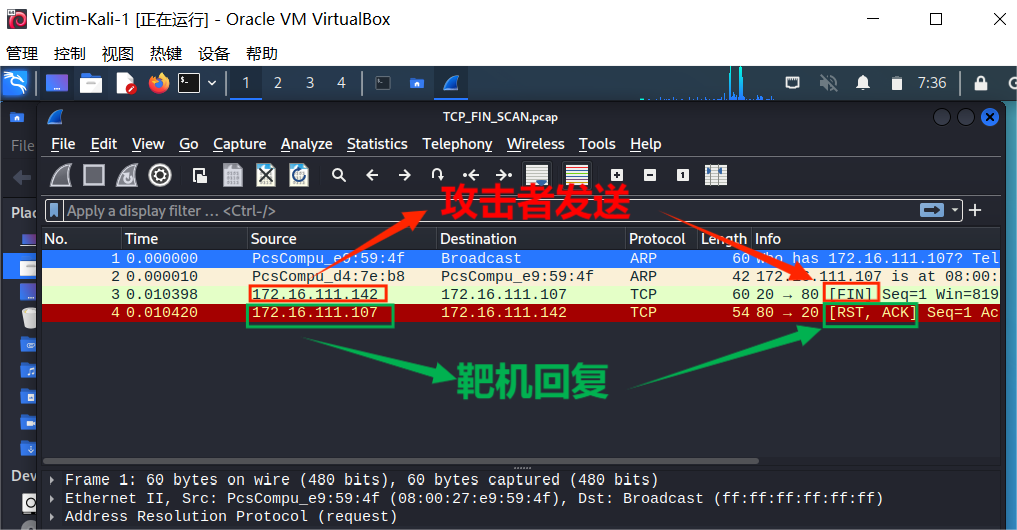 Victim-Kali-1 [正在运行] - Oracle VM VirtualBox
管理 控制 视图 热键 设备 帮助
1 2 3 4 7:36
TCP_FIN_SCAN.pcap
File
File Edit View Go Capture Analyze Statistics Telephony Wireless Tools Help
攻击者发送
Plac
Apply a display filter ... <Ctrl-/>
No. Time Source Destination Protocol Length Info
1 0.000000 PcsCompu_e9:59:4f Broadcast ARP 60 Who has 172.16.111.107? Tel
2 0.000010 PcsCompu_d4:7e:b8 PcsCompu_e9:59:4f ARP 42 172.16.111.107 is at 08:00:
3 0.010398 172.16.111.142 172.16.111.107 TCP 60 20 → 80 [FIN] Seq=1 Win=819
4 0.010420 172.16.111.107 172.16.111.142 TCP 54 80 → 20 [RST, ACK] Seq=1 Ac
靶机回复
Dev
Frame 1: 60 bytes on wire (480 bits), 60 bytes captured (480 bits)
Ethernet II, Src: PcsCompu_e9:59:4f (08:00:27:e9:59:4f), Dst: Broadcast (ff:ff:ff:ff:ff:ff)
Address Resolution Protocol (request)